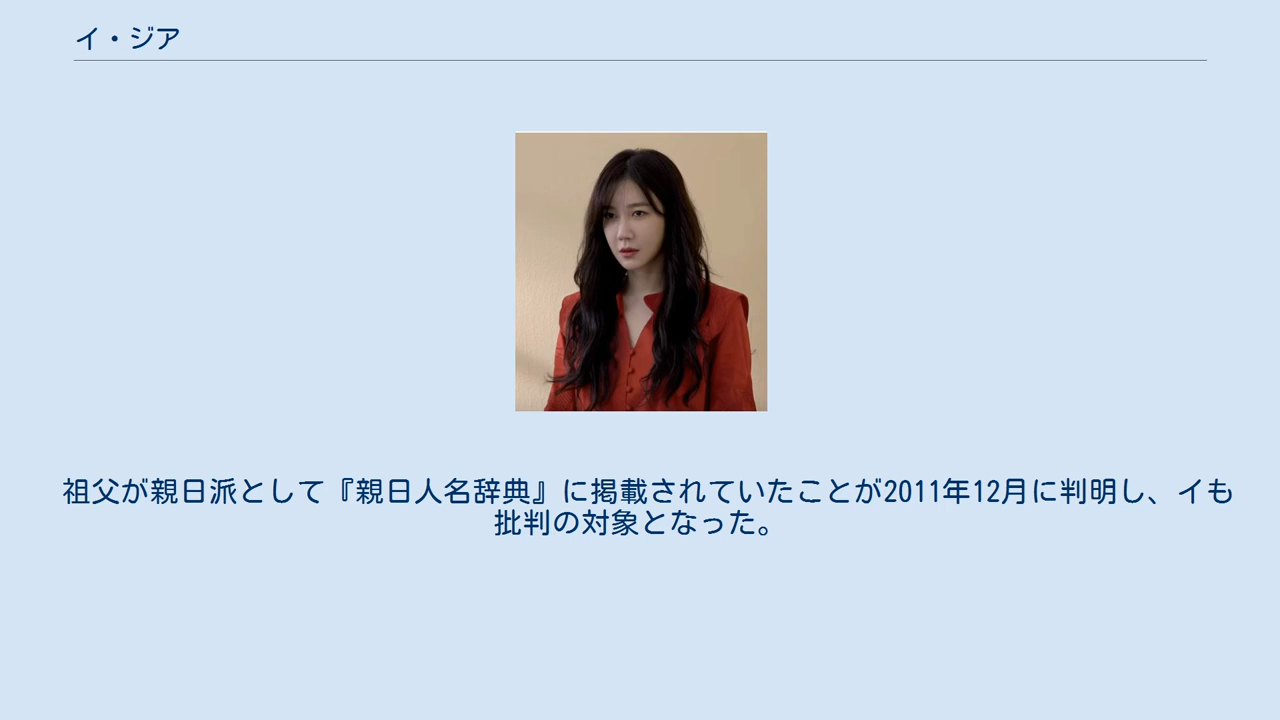 イ・ジア
祖父が親日派として『親日人名辞典』に掲載されていたことが2011年12月に判明し、イも
批判の対象となった。